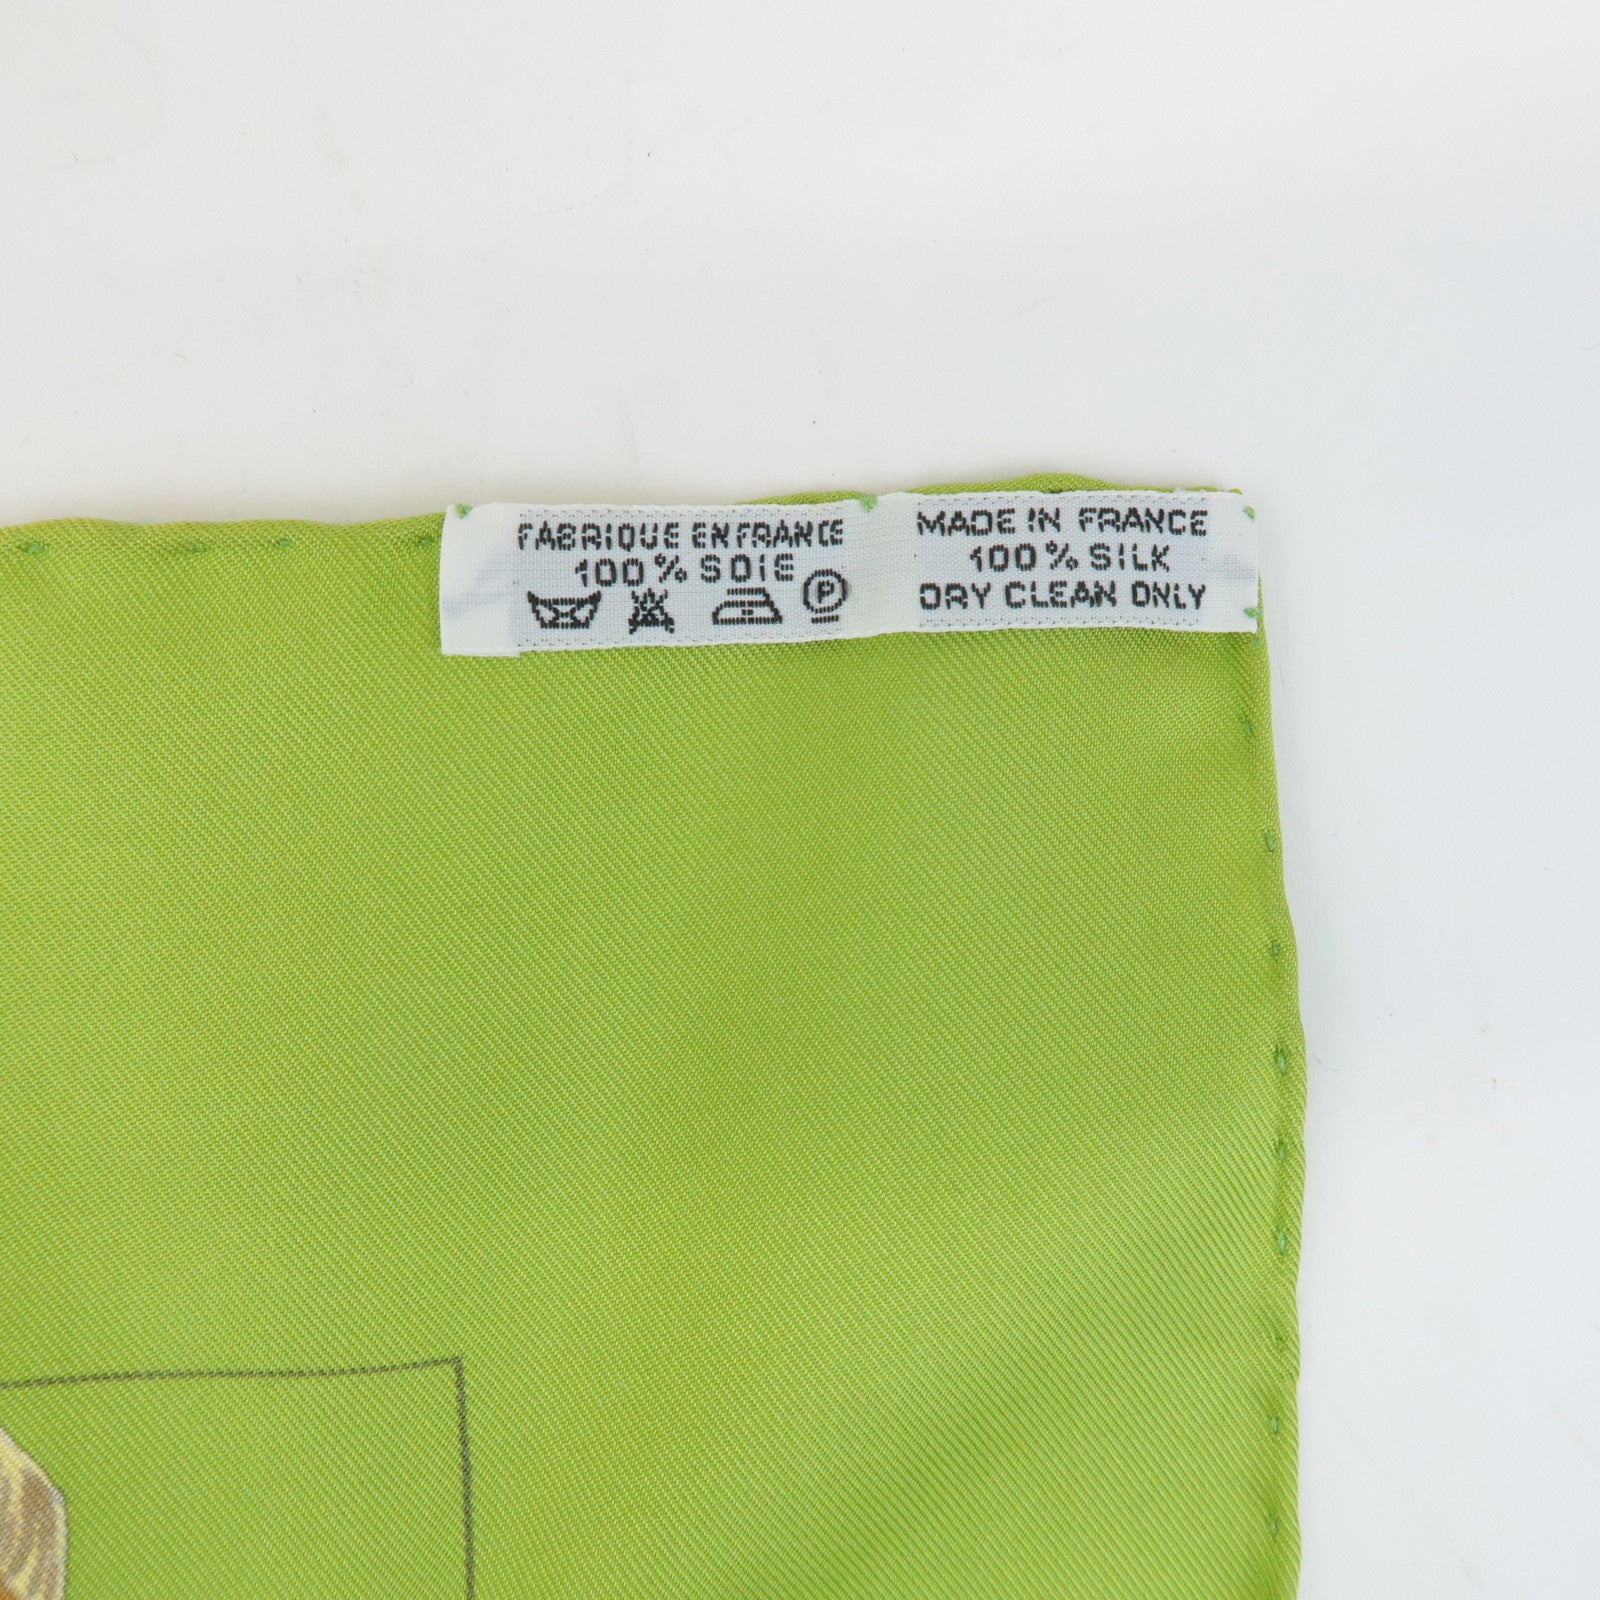 FABRIQUE EN FRANCE
100% SOIE
P
MADE IN FRANCE
100% SILK
DRY CLEAN ONLY